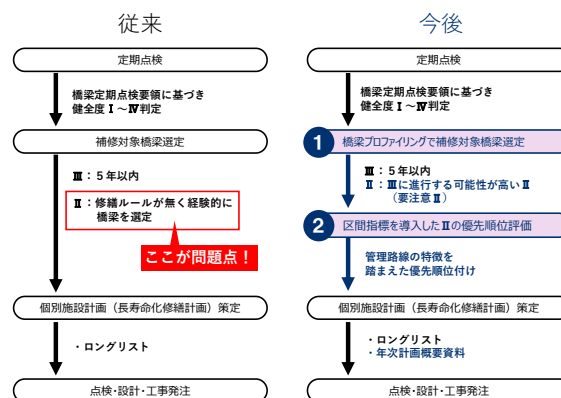 従来
定期点検
橋梁定期点検要領に基づき
健全度Ⅰ～Ⅳ判定
補修対象橋梁選定
Ⅲ：５年以内
Ⅱ：修繕ルールが無く経験的に
橋梁を選定
ここが問題点！
個別施設計画（長寿命化修繕計画）策定
・ロングリスト
点検・設計・工事発注
今後
定期点検
橋梁定期点検要領に基づき
健全度Ⅰ～Ⅳ判定
1 橋梁プロファイリングで補修対象橋梁選定
Ⅲ：５年以内
Ⅱ：Ⅲに進行する可能性が高いⅡ
（要注意Ⅱ）
2 区間指標を導入したⅡの優先順位評価
管理路線の特徴を
踏まえた優先順位付け
個別施設計画（長寿命化修繕計画）策定
・ロングリスト
・年次計画概要資料
点検・設計・工事発注